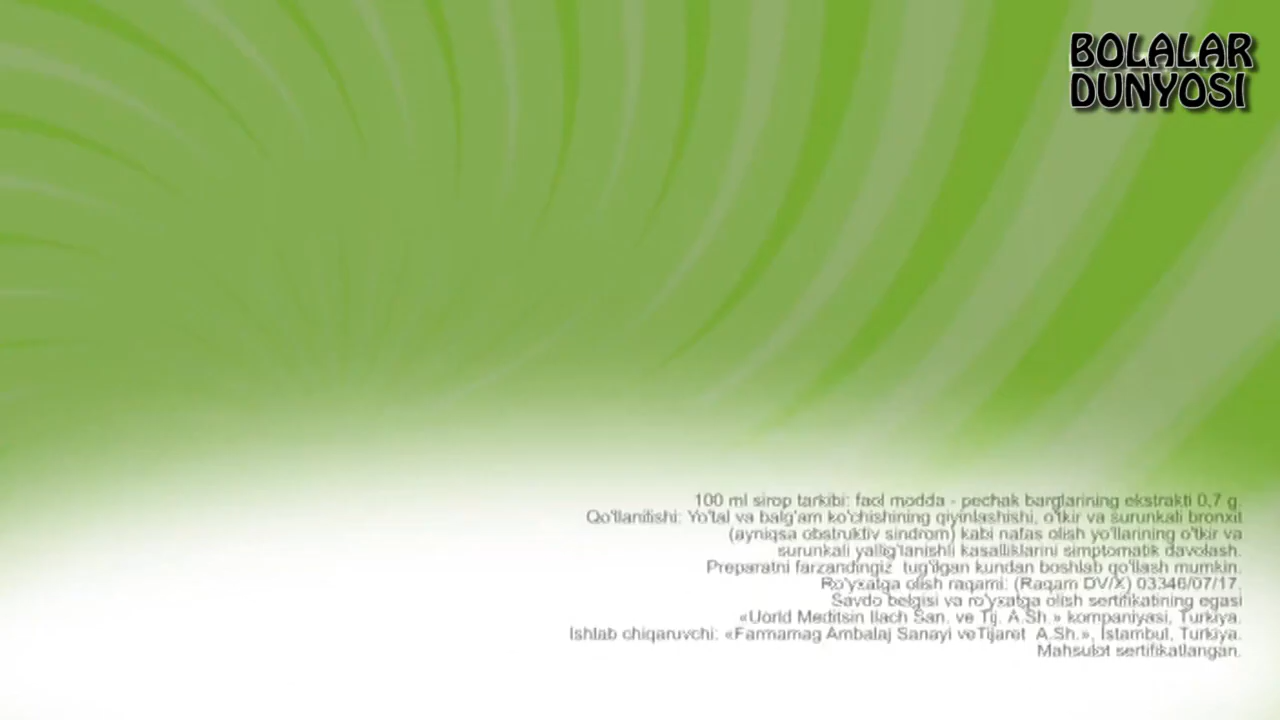 BOLALAR
DUNYOSI
100 ml sirop tarkibi: faol modda - pechak barglarining ekstrakti 0,7 g.
Qo'llanilishi: Yo'tal va balg'am ko'chishining qiyinlashishi, o'tkir va surunkali bronxit
(ayniqsa obstruktiv sindrom) kabi nafas olish yo'llarining o'tkir va
surunkali yallig'lanishli kasalliklarini simptomatik davolash.
Preparatni farzandingiz tug'ilgan kundan boshlab qo'llash mumkin.
Ro'yxatga olish raqami: (Raqam DV/X) 03346/07/17.
Savdo belgisi va ro'yxatga olish sertifikatining egasi
«Uorld Meditsin Ilach San. ve Tij. A.Sh.» kompaniyasi, Turkiya.
Ishlab chiqaruvchi: «Farmamag Ambalaj Sanayi ve Tijaret A.Sh.», Istambul, Turkiya.
Mahsulot sertifikatlangan.